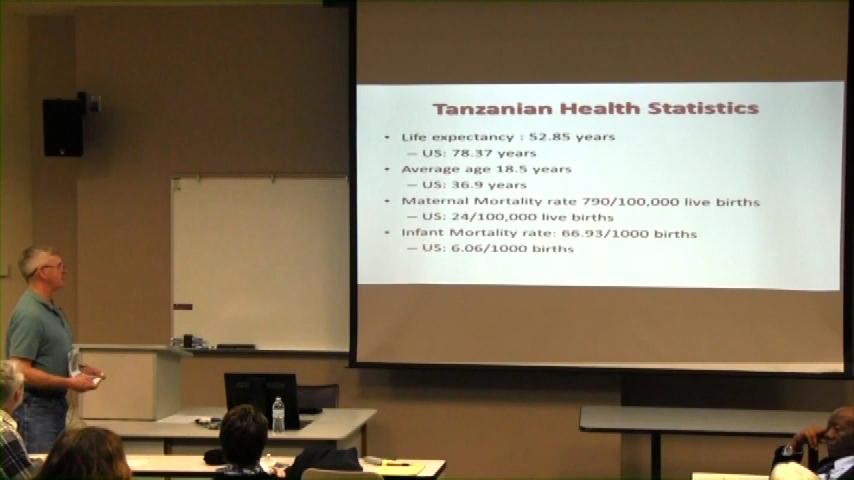 Tanzanian Health Statistics
• Life expectancy : 52.85 years
– US: 78.37 years
• Average age 18.5 years
– US: 36.9 years
• Maternal Mortality rate 790/100,000 live births
– US: 24/100,000 live births
• Infant Mortality rate: 66.93/1000 births
– US: 6.06/1000 births